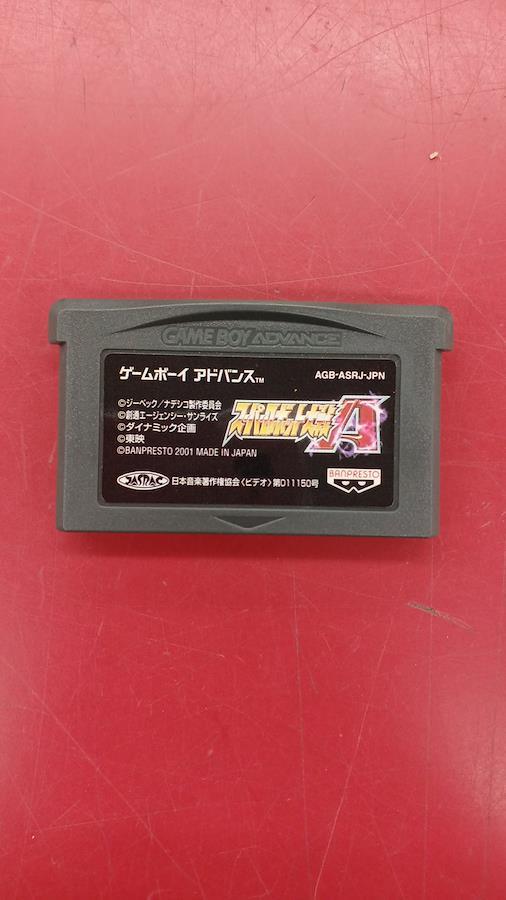 GAME BOY ADVANCE
ゲームボーイ アドバンス™
AGB-ASRJ-JPN
©ジーベック／ナデシコ製作委員会
©創通エージェンシー・サンライズ
©ダイナミック企画
©東映
©BANPRESTO 2001 MADE IN JAPAN
スーパーロボット大戦A
BANPRESTO
JASRAC
日本音楽著作権協会〈ビデオ〉第D11150号